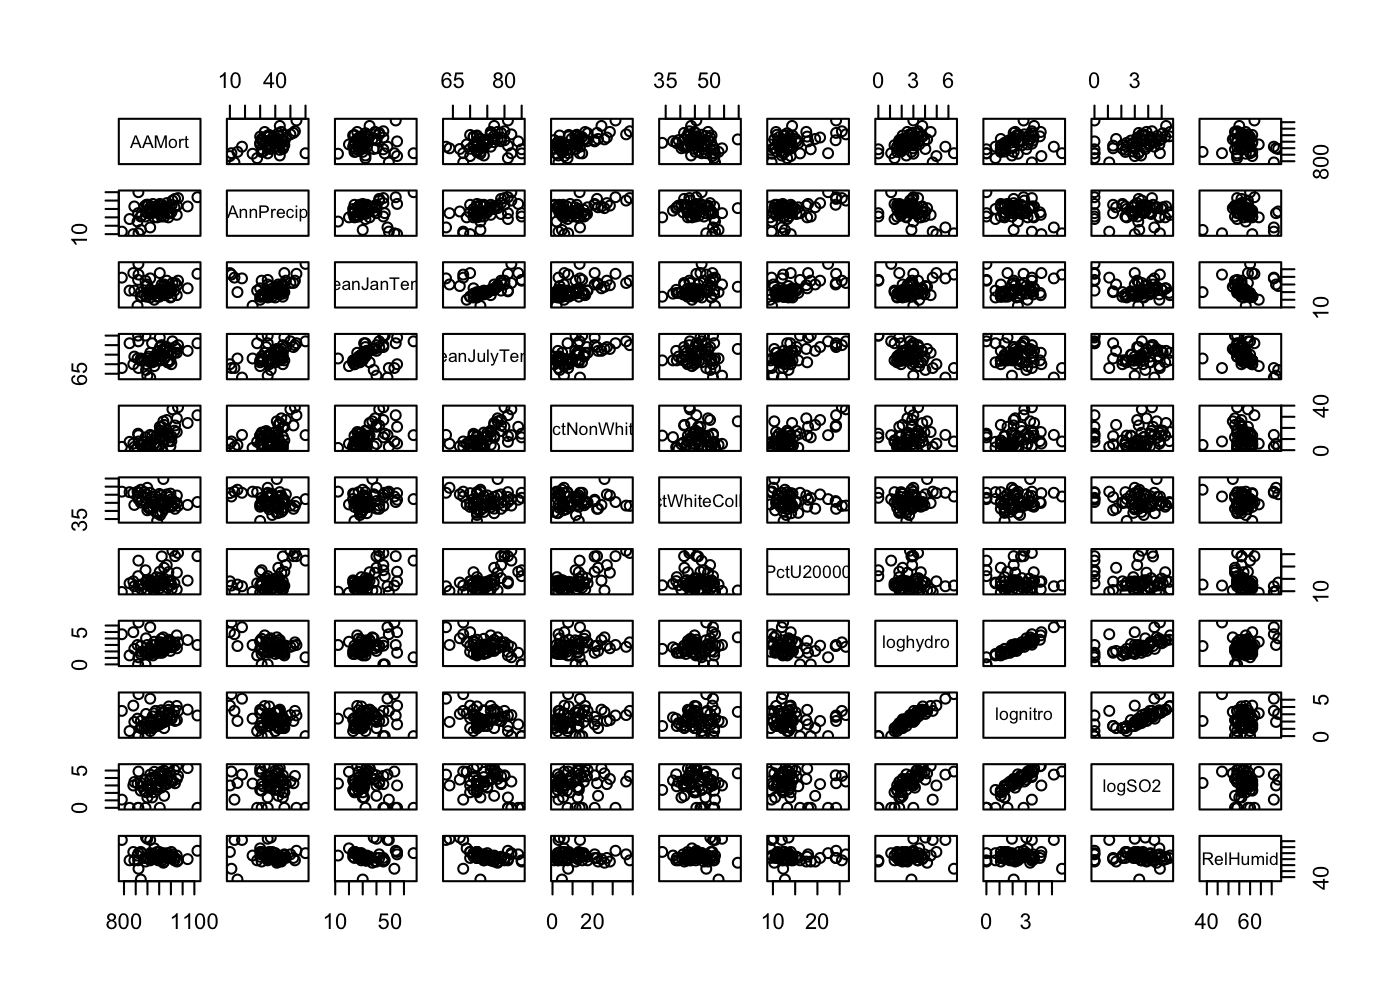 10 40 65 80 35 50 0 3 6 0 3
AAMort 800
10 AnnPrecip
eanJanTer 10
65 eanJulyTer
ctNonWhit 40 0
35 ctWhiteColl
PctU20000 10
5 0 loghydro
lognitro 5 0
5 0 logSO2
RelHumid 40
800 1100 10 50 0 20 10 20 0 3 40 60